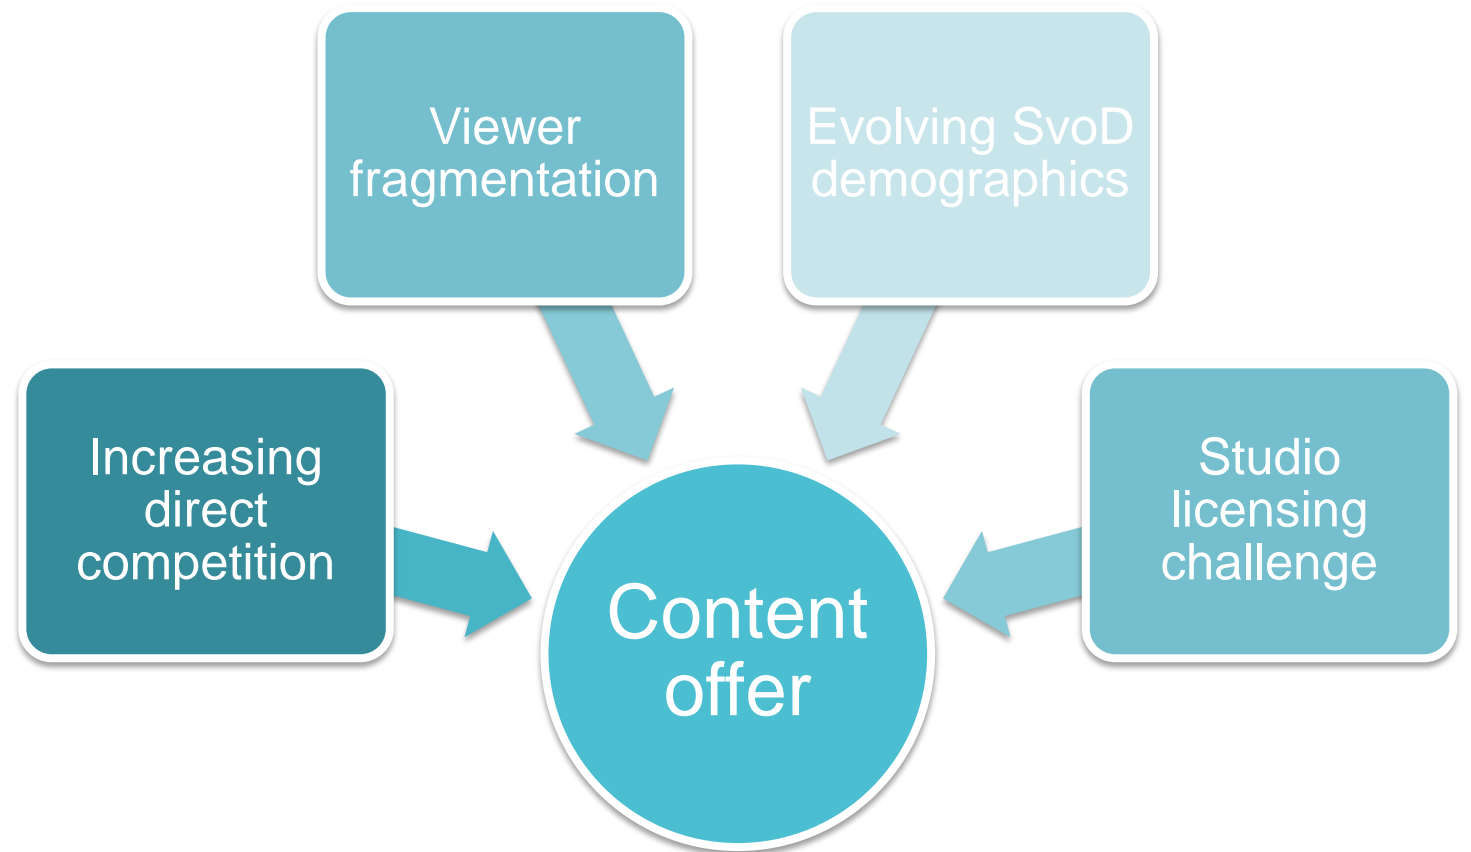 Viewer
fragmentation
Evolving SvoD
demographics
Increasing
direct
competition
Studio
licensing
challenge
Content
offer